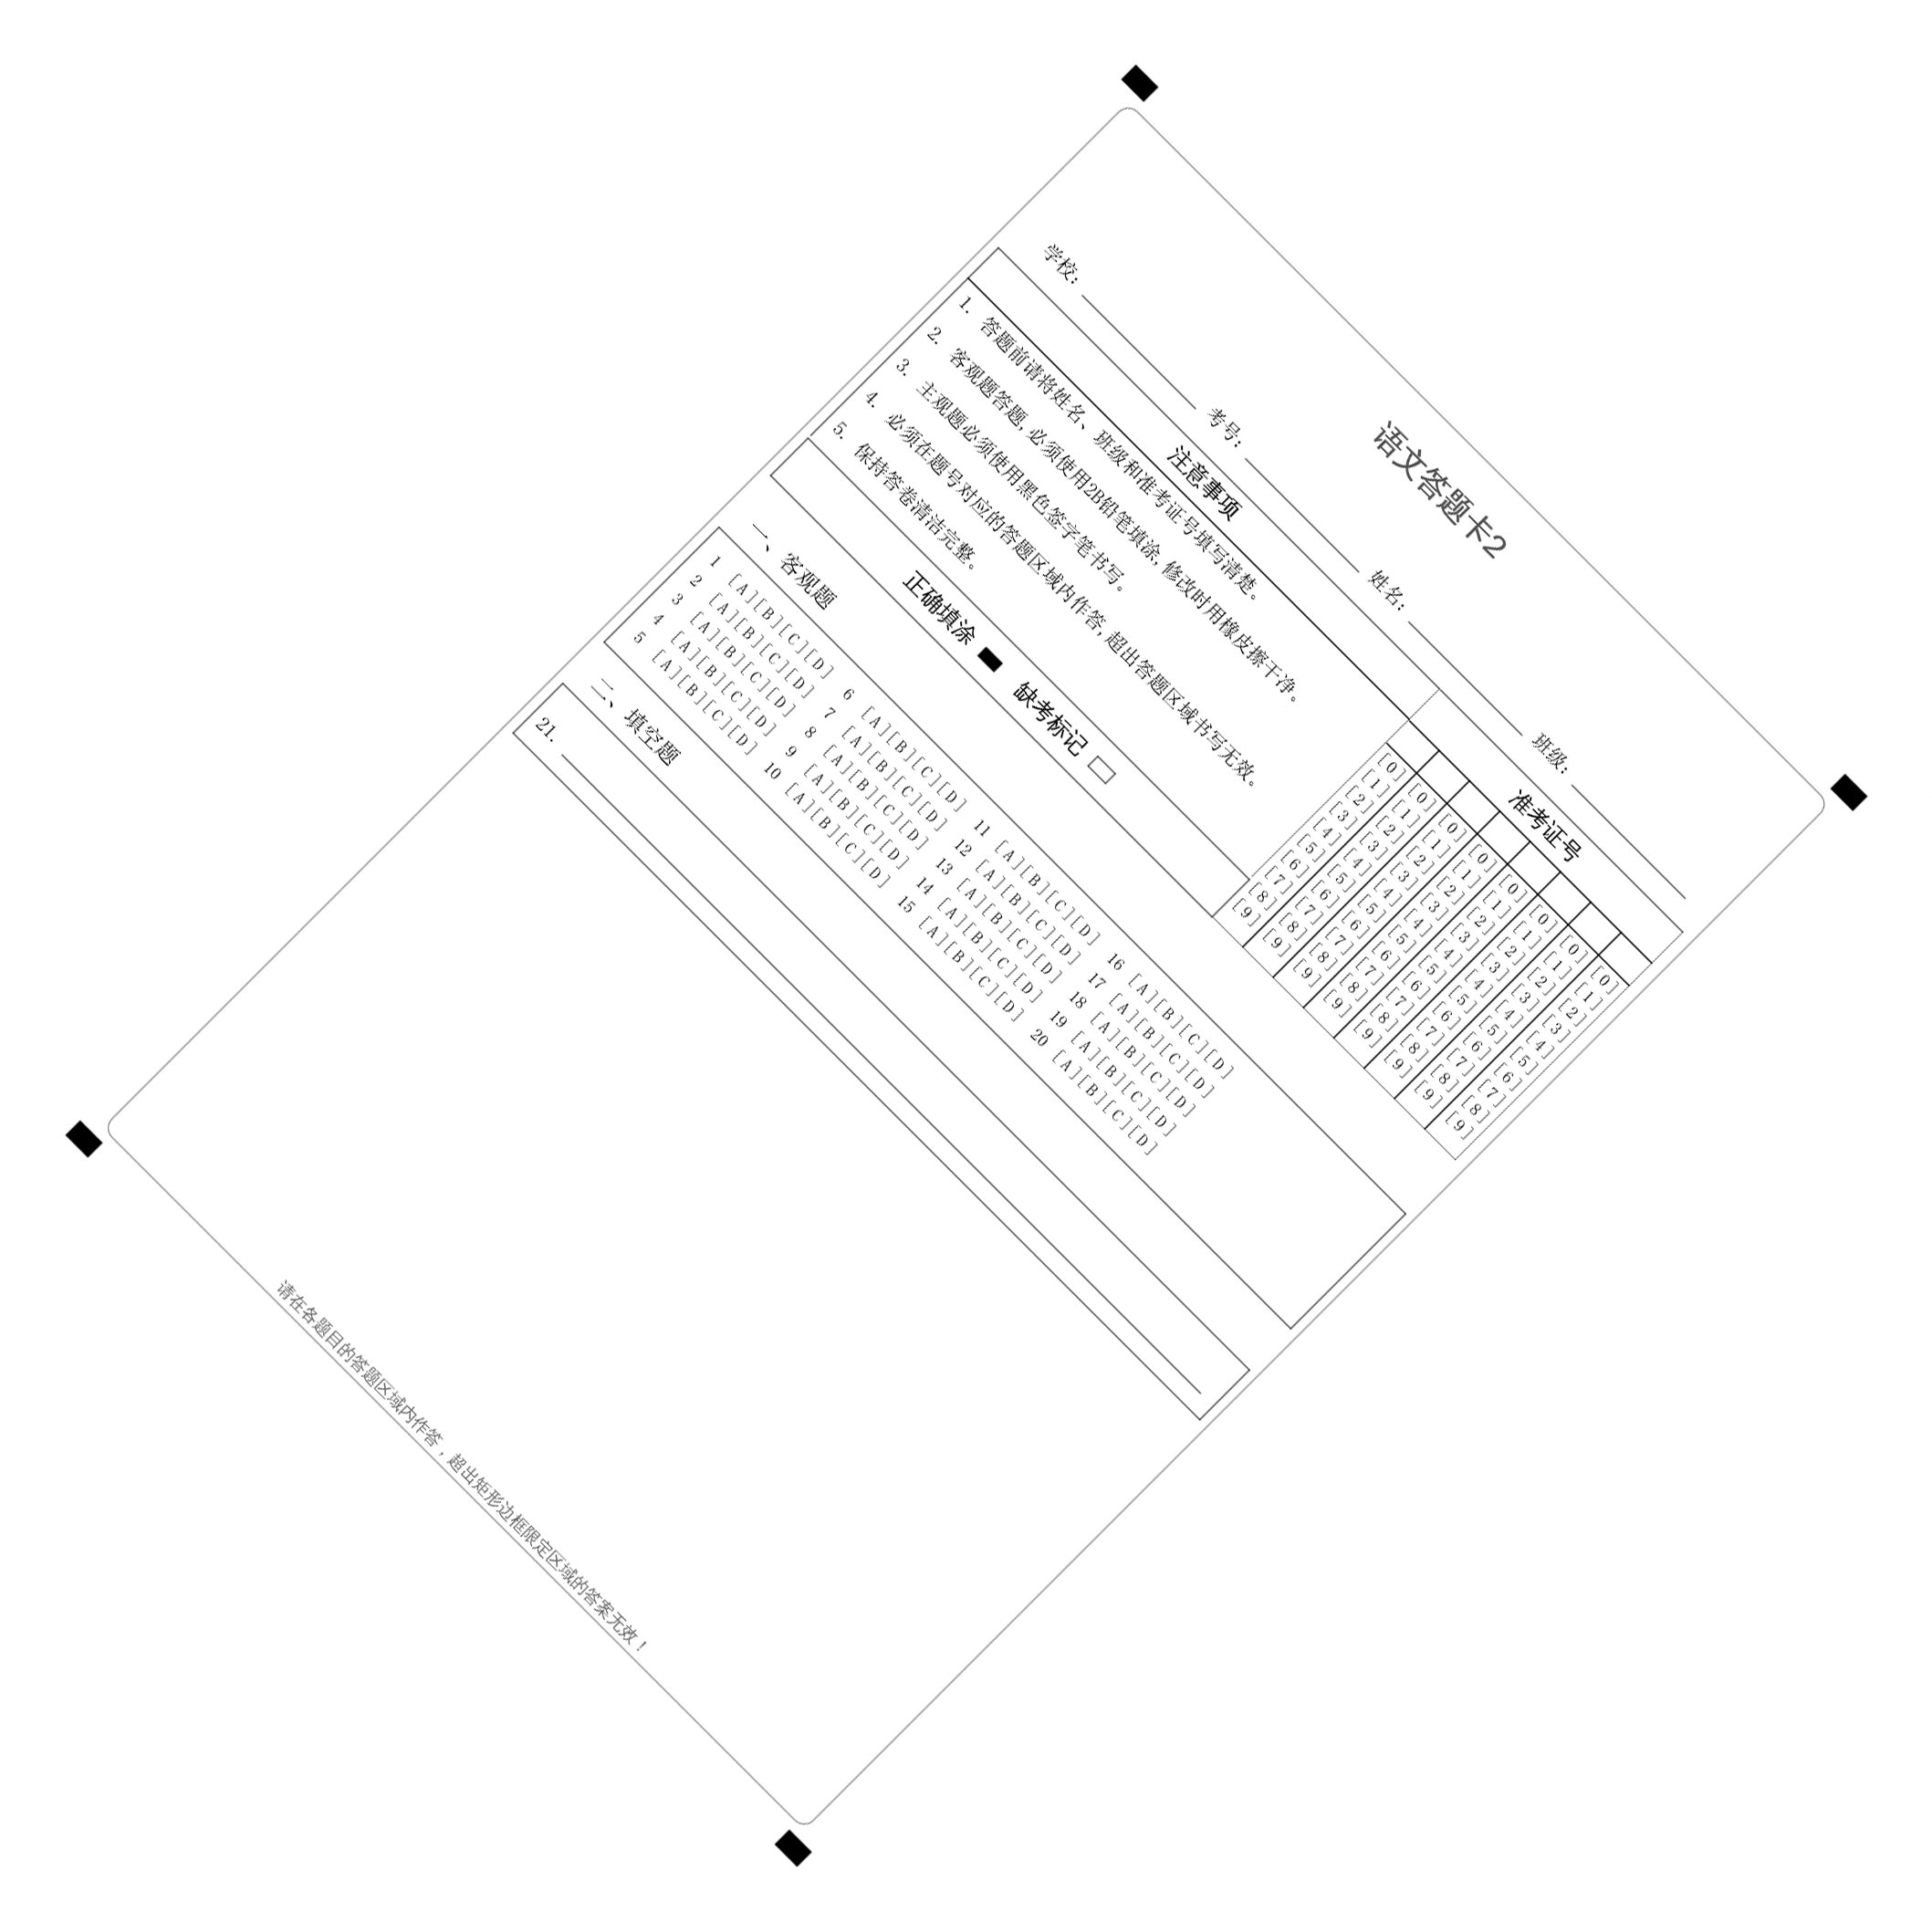 语文答题卡2
学校: 考号: 姓名: 班级:
注意事项
1. 答题前请将姓名、班级和准考证号填写清楚。
2. 客观题答题,必须使用2B铅笔填涂,修改时用橡皮擦干净。
3. 主观题必须使用黑色签字笔书写。
4. 必须在题号对应的答题区域内作答,超出答题区域书写无效。
5. 保持答卷清洁完整。
正确填涂 缺考标记
准考证号
[0] [0] [0] [0] [0] [0] [0] [0]
[1] [1] [1] [1] [1] [1] [1] [1]
[2] [2] [2] [2] [2] [2] [2] [2]
[3] [3] [3] [3] [3] [3] [3] [3]
[4] [4] [4] [4] [4] [4] [4] [4]
[5] [5] [5] [5] [5] [5] [5] [5]
[6] [6] [6] [6] [6] [6] [6] [6]
[7] [7] [7] [7] [7] [7] [7] [7]
[8] [8] [8] [8] [8] [8] [8] [8]
[9] [9] [9] [9] [9] [9] [9] [9]
一、客观题
1 [A][B][C][D] 6 [A][B][C][D] 11 [A][B][C][D] 16 [A][B][C][D]
2 [A][B][C][D] 7 [A][B][C][D] 12 [A][B][C][D] 17 [A][B][C][D]
3 [A][B][C][D] 8 [A][B][C][D] 13 [A][B][C][D] 18 [A][B][C][D]
4 [A][B][C][D] 9 [A][B][C][D] 14 [A][B][C][D] 19 [A][B][C][D]
5 [A][B][C][D] 10 [A][B][C][D] 15 [A][B][C][D] 20 [A][B][C][D]
二、填空题
21.
请在各题目的答题区域内作答，超出矩形边框限定区域的答案无效！